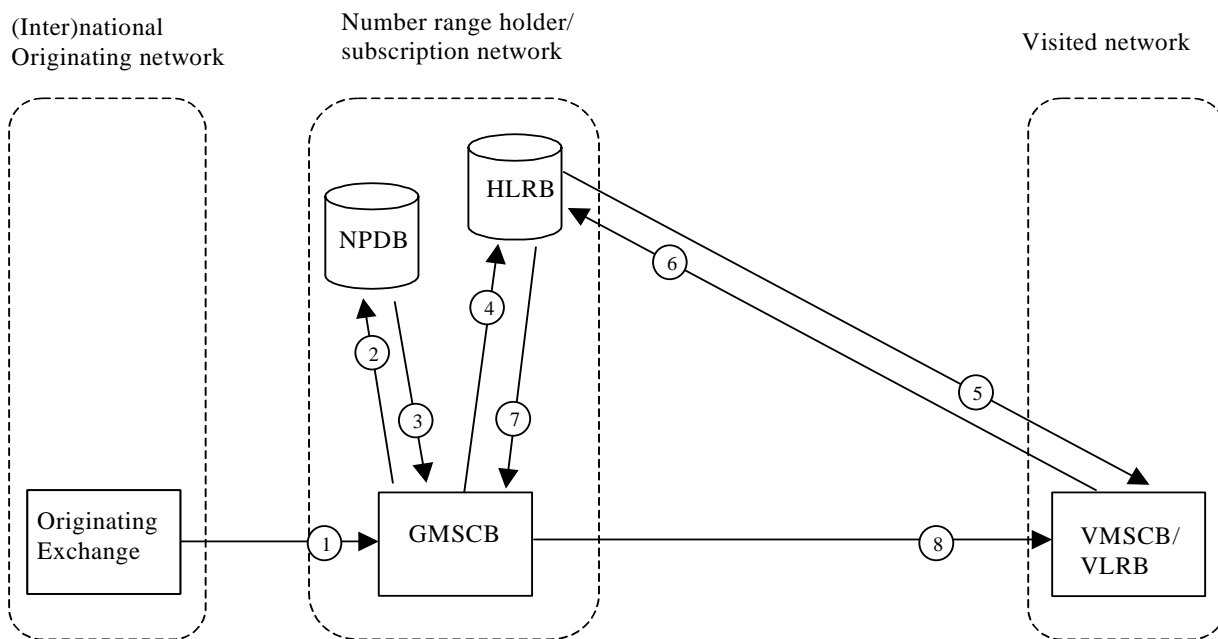 (Inter)national
Originating network
Number range holder/
subscription network
Visited network
HLRB
NPDB
6
4
2
5
3
7
Originating
Exchange
1
GMSCB
8
VMSCB/
VLRB